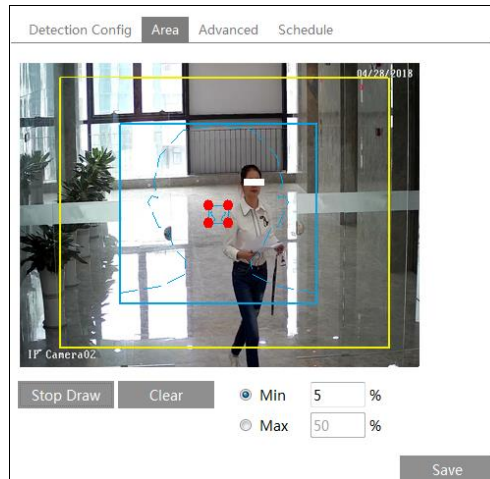 Detection Config Area Advanced Schedule
04/28/2018
IP Camera02
Stop Draw Clear Min 5 %
Max 50 %
Save